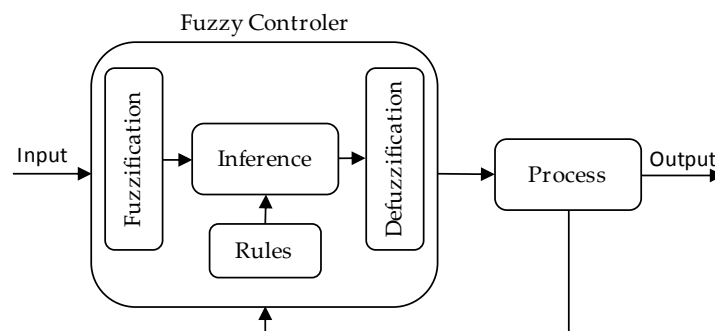 Fuzzy Controler
Input
Fuzzification
Inference
Rules
Defuzzification
Process
Output